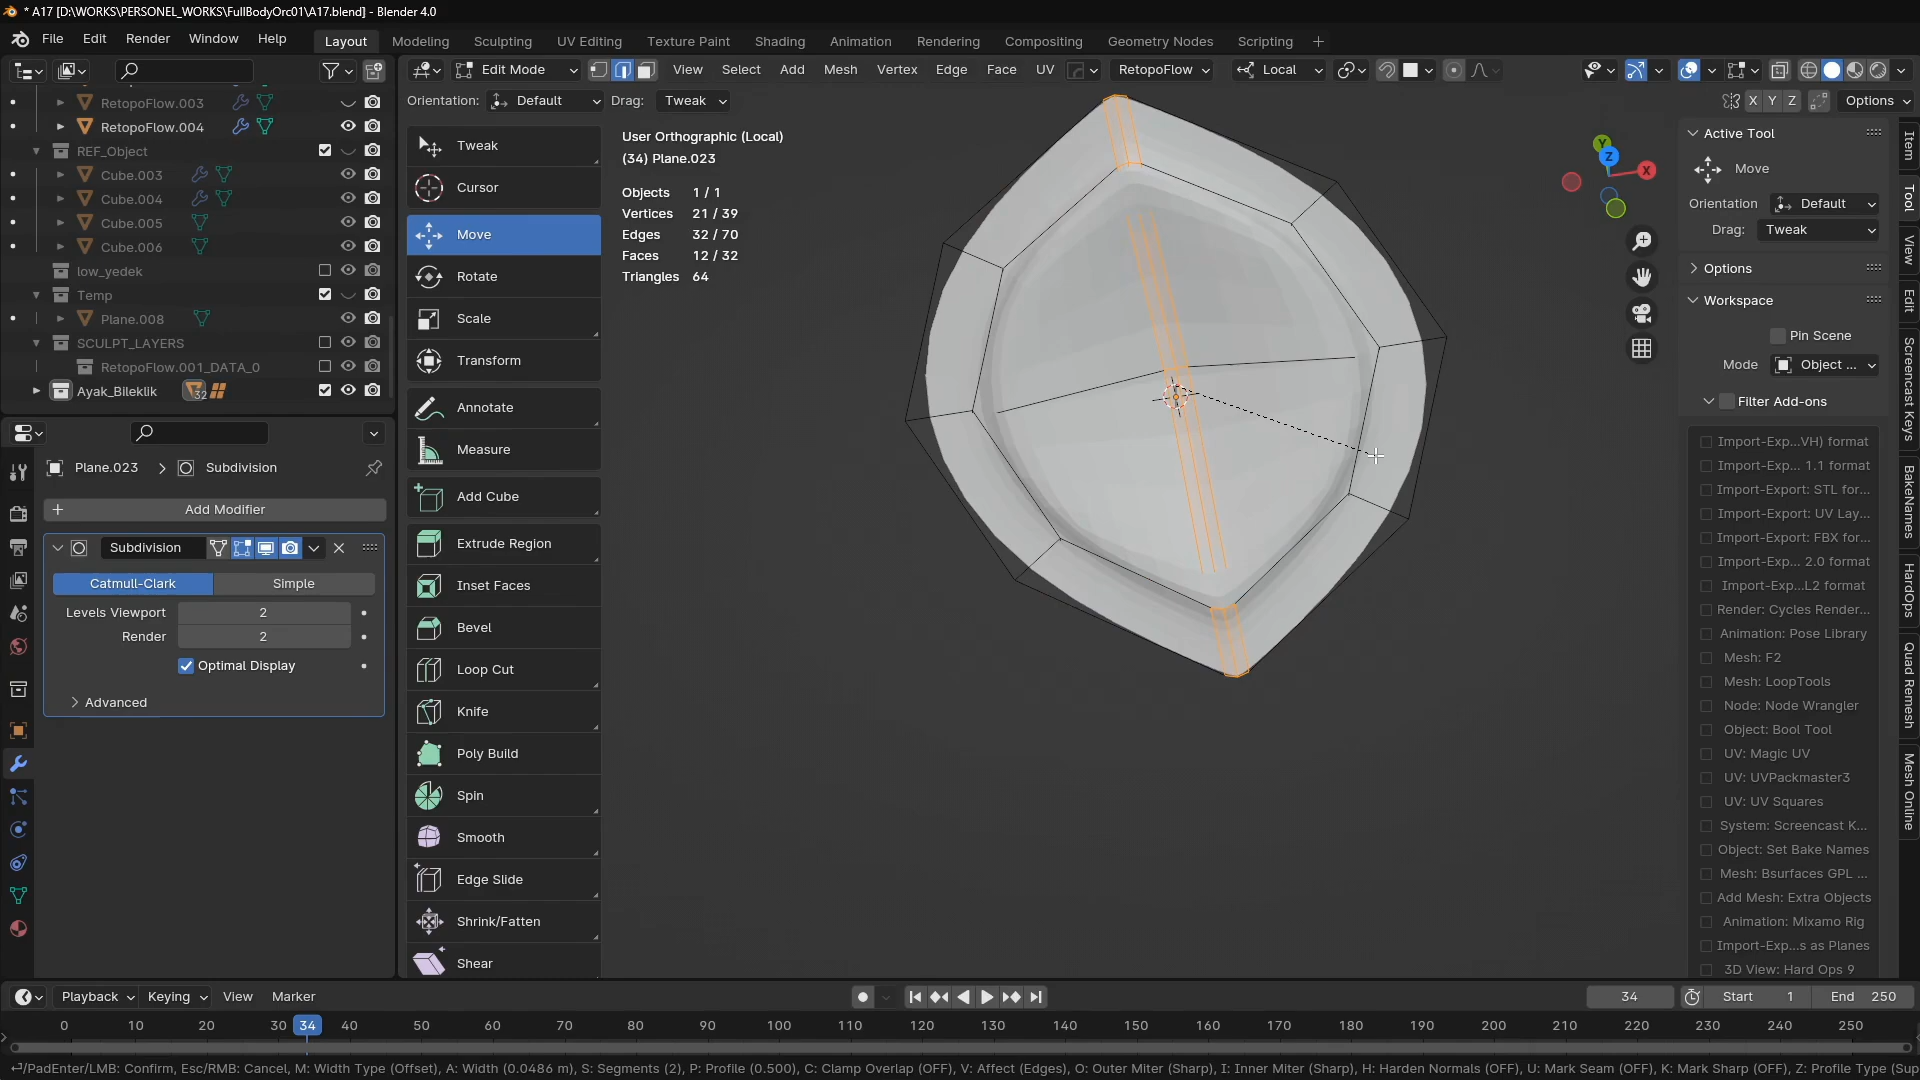 * A17 [D:\WORKS\PERSONEL_WORKS\FullBodyOrc01\A17.blend] - Blender 4.0
File Edit Render Window Help Layout Modeling Sculpting UV Editing Texture Paint Shading Animation Rendering Compositing Geometry Nodes Scripting +
Edit Mode View Select Add Mesh Vertex Edge Face UV RetopoFlow Local
Orientation: Default Drag: Tweak X Y Z Options
RetopoFlow.003
RetopoFlow.004
REF_Object
Cube.003
Cube.004
Cube.005
Cube.006
low_yedek
Temp
Plane.008
SCULPT_LAYERS
RetopoFlow.001_DATA_0
Ayak_Bileklik 32
Plane.023 > Subdivision
+ Add Modifier
Subdivision
Catmull-Clark Simple
Levels Viewport 2
Render 2
Optimal Display
Advanced
Tweak
Cursor
Move
Rotate
Scale
Transform
Annotate
Measure
Add Cube
Extrude Region
Inset Faces
Bevel
Loop Cut
Knife
Poly Build
Spin
Smooth
Edge Slide
Shrink/Fatten
Shear
User Orthographic (Local)
(34) Plane.023
Objects 1 / 1
Vertices 21 / 39
Edges 32 / 70
Faces 12 / 32
Triangles 64
Y
Z
X
Active Tool
Move
Orientation Default
Drag: Tweak
Options
Workspace
Pin Scene
Mode Object ...
Filter Add-ons
Import-Exp...VH) format
Import-Exp... 1.1 format
Import-Export: STL for...
Import-Export: UV Lay...
Import-Export: FBX for...
Import-Exp... 2.0 format
Import-Exp...L2 format
Render: Cycles Render...
Animation: Pose Library
Mesh: F2
Mesh: LoopTools
Node: Node Wrangler
Object: Bool Tool
UV: Magic UV
UV: UVPackmaster3
UV: UV Squares
System: Screencast K...
Object: Set Bake Names
Mesh: Bsurfaces GPL ...
Add Mesh: Extra Objects
Animation: Mixamo Rig
Import-Exp...s as Planes
3D View: Hard Ops 9
Item
Tool
View
Edit
Screencast Keys
BakeNames
HardOps
Quad Remesh
Mesh Online
Playback Keying View Marker 34 Start 1 End 250
0 10 20 30 34 40 50 60 70 80 90 100 110 120 130 140 150 160 170 180 190 200 210 220 230 240 250
⏎/PadEnter/LMB: Confirm, Esc/RMB: Cancel, M: Width Type (Offset), A: Width (0.0486 m), S: Segments (2), P: Profile (0.500), C: Clamp Overlap (OFF), V: Affect (Edges), O: Outer Miter (Sharp), I: Inner Miter (Sharp), H: Harden Normals (OFF), U: Mark Seam (OFF), K: Mark Sharp (OFF), Z: Profile Type (Sup